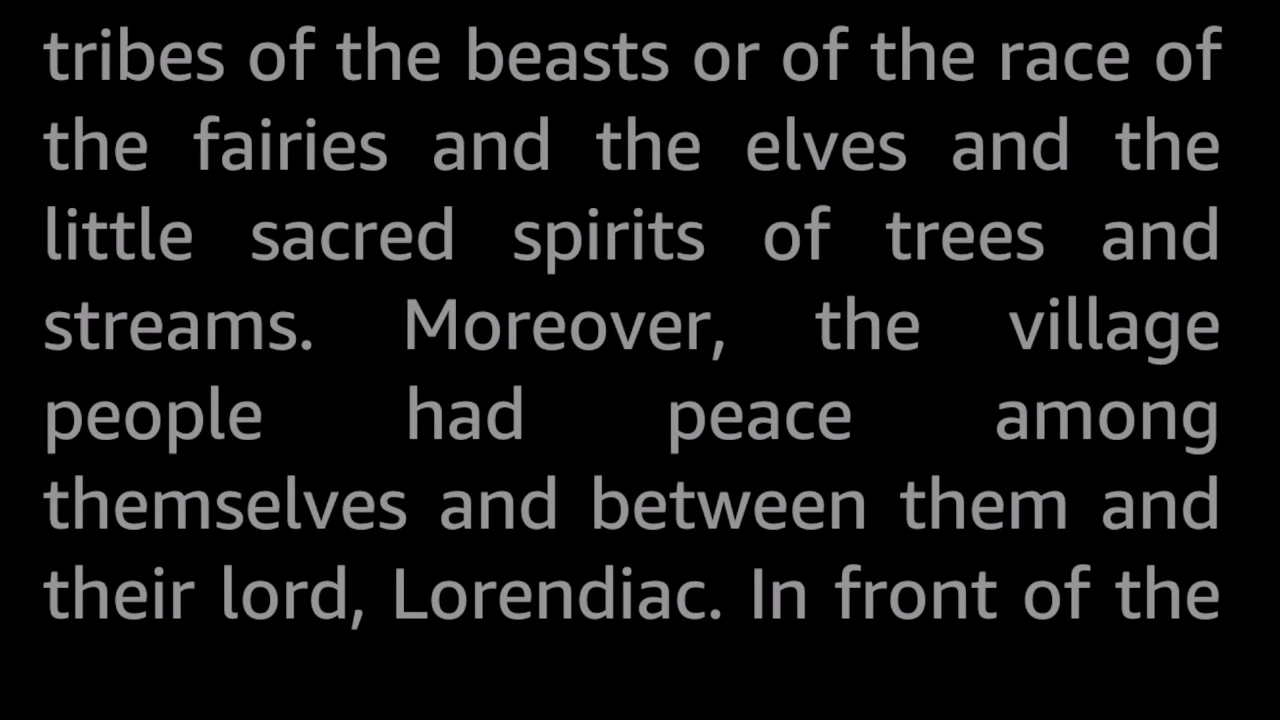 tribes of the beasts or of the race of
the fairies and the elves and the
little sacred spirits of trees and
streams. Moreover, the village
people had peace among
themselves and between them and
their lord, Lorendiac. In front of the